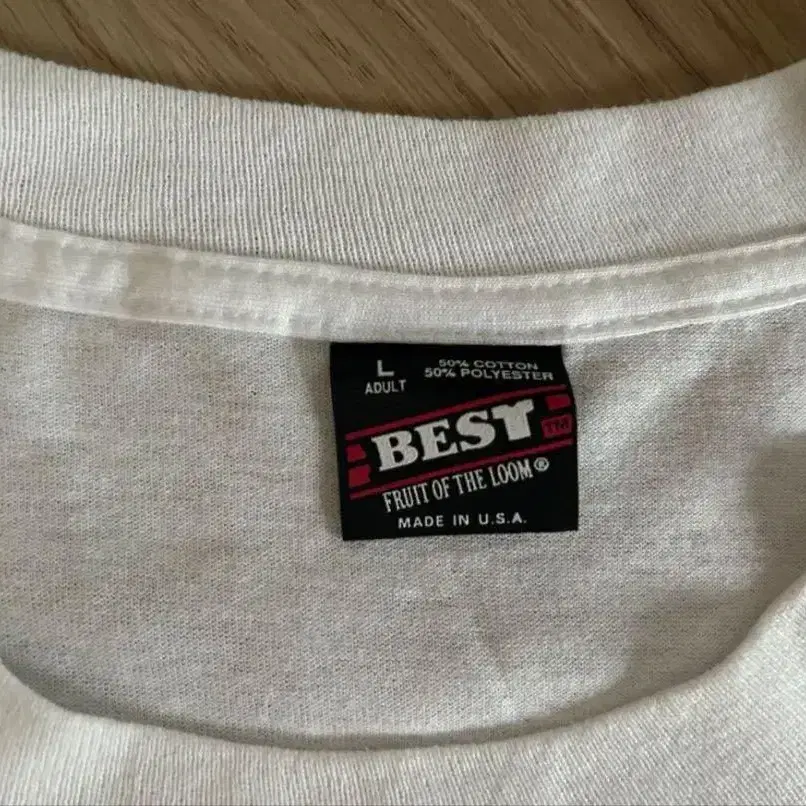 L
ADULT
50% COTTON
50% POLYESTER
BEST
TM
FRUIT OF THE LOOM®
MADE IN U.S.A.